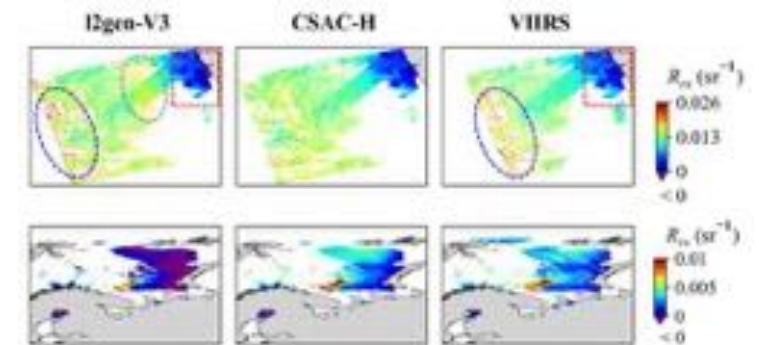 l2gen-V3 CSAC-H VIIRS
Rrs (sr⁻¹)
0.026
0.013
0
< 0
Rrs (sr⁻¹)
0.01
0.005
0
< 0